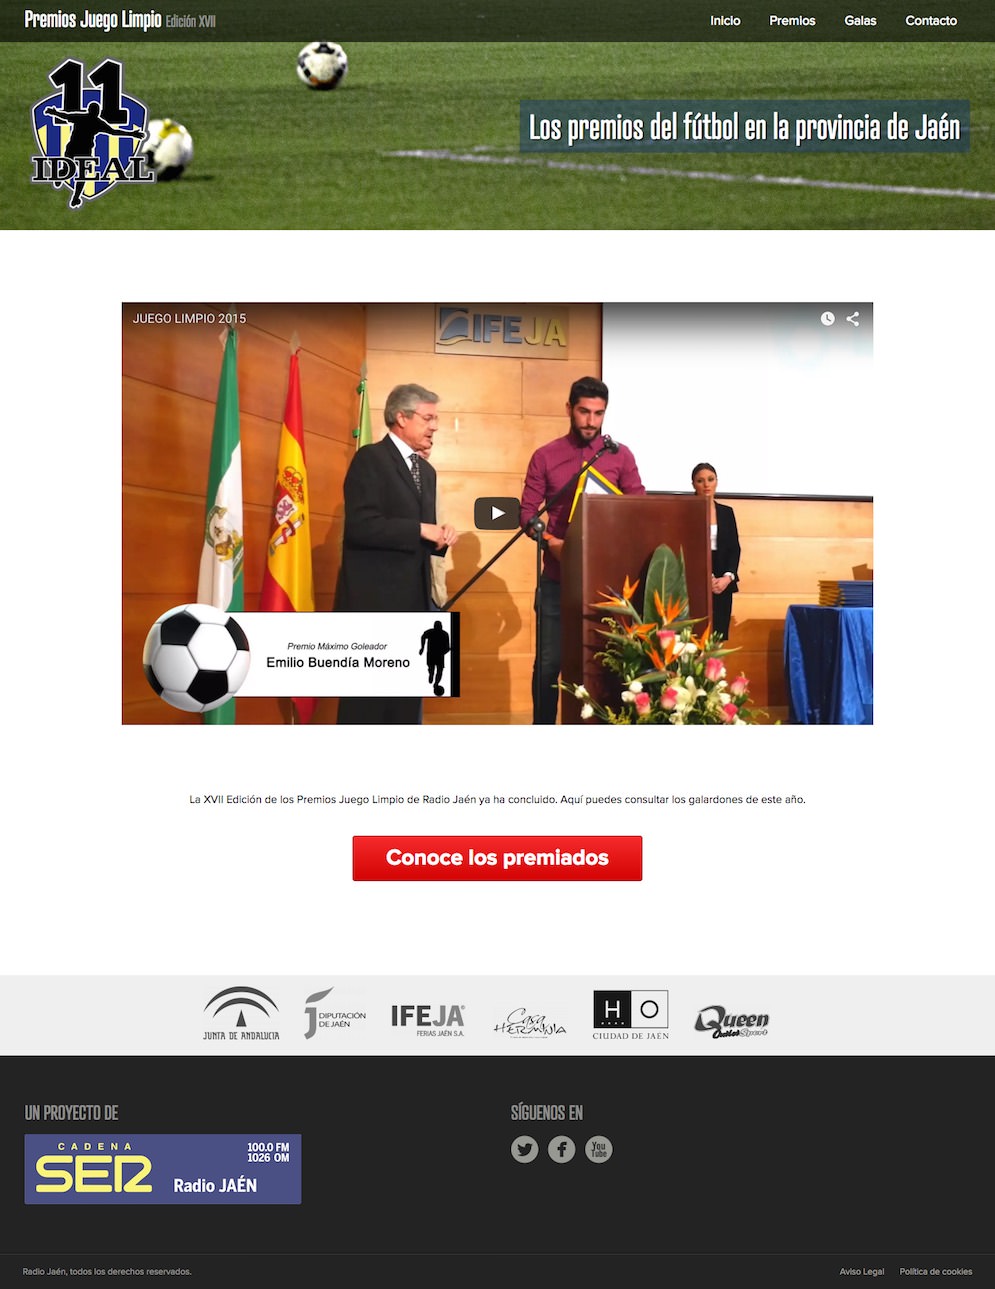 Premios Juego Limpio Edición XVII
Inicio Premios Galas Contacto
11
IDEAL
Los premios del fútbol en la provincia de Jaén
JUEGO LIMPIO 2015
IFEJA
Premio Máximo Goleador
Emilio Buendía Moreno
La XVII Edición de los Premios Juego Limpio de Radio Jaén ya ha concluido. Aquí puedes consultar los galardones de este año.
Conoce los premiados
JUNTA DE ANDALUCIA
DIPUTACIÓN
DE JAÉN
IFEJA
FERIAS JAÉN S.A.
Casa
HERMINIA
H O
CIUDAD DE JAÉN
Queen
Outlet Sport
UN PROYECTO DE
SÍGUENOS EN
CADENA
SER
100.0 FM
1026 OM
Radio JAÉN
You
Tube
Radio Jaén, todos los derechos reservados.
Aviso Legal Política de cookies